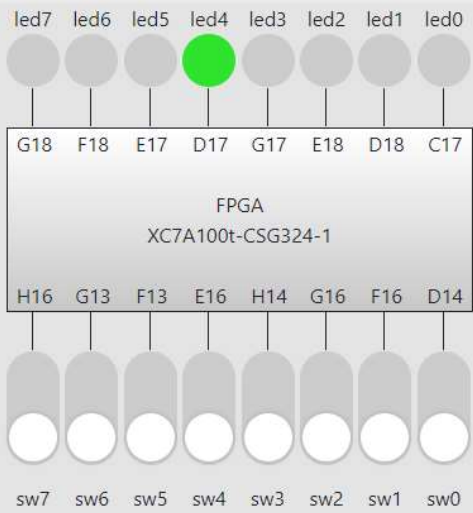 led7 led6 led5 led4 led3 led2 led1 led0
G18 F18 E17 D17 G17 E18 D18 C17
FPGA
XC7A100t-CSG324-1
H16 G13 F13 E16 H14 G16 F16 D14
sw7 sw6 sw5 sw4 sw3 sw2 sw1 sw0